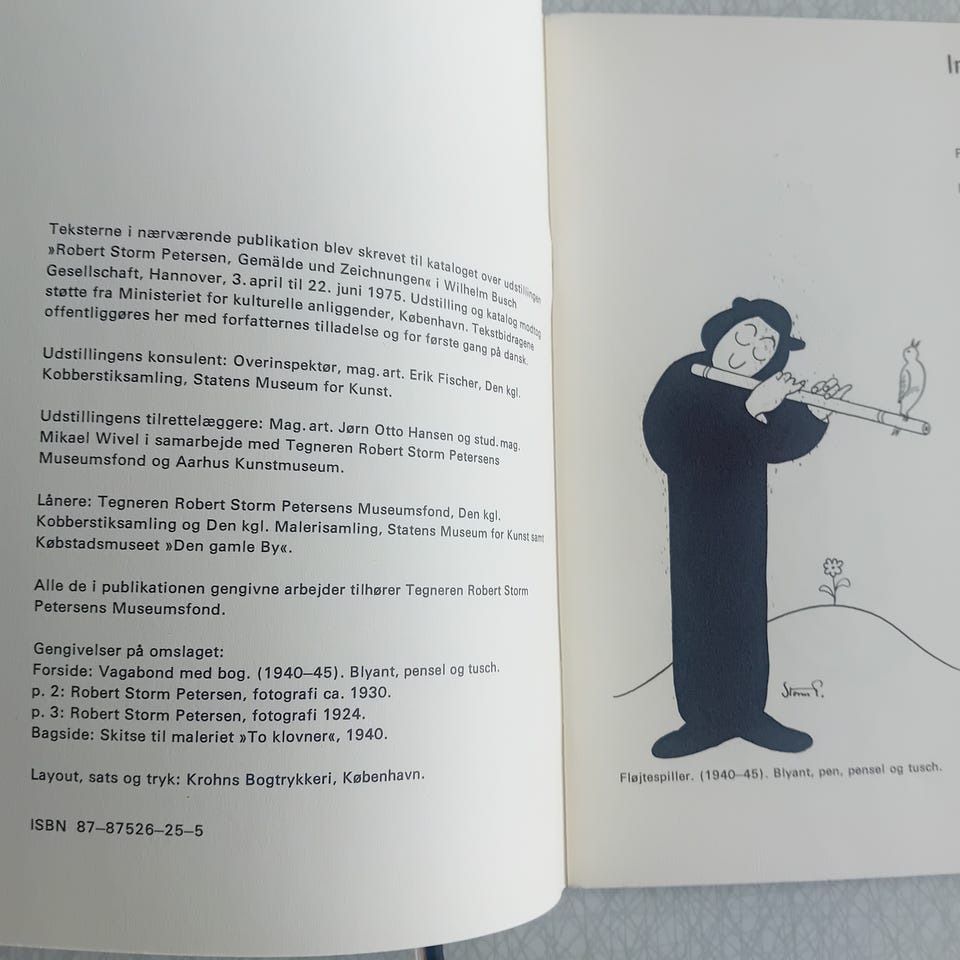 Teksterne i nærværende publikation blev skrevet til kataloget over udstillingen
»Robert Storm Petersen, Gemälde und Zeichnungen« i Wilhelm Busch
Gesellschaft, Hannover, 3. april til 22. juni 1975. Udstilling og katalog modtog
støtte fra Ministeriet for kulturelle anliggender, København. Tekstbidragene
offentliggøres her med forfatternes tilladelse og for første gang på dansk.
Udstillingens konsulent: Overinspektør, mag. art. Erik Fischer, Den kgl.
Kobberstiksamling, Statens Museum for Kunst.
Udstillingens tilrettelæggere: Mag. art. Jørn Otto Hansen og stud. mag.
Mikael Wivel i samarbejde med Tegneren Robert Storm Petersens
Museumsfond og Aarhus Kunstmuseum.
Lånere: Tegneren Robert Storm Petersens Museumsfond, Den kgl.
Kobberstiksamling og Den kgl. Malerisamling, Statens Museum for Kunst samt
Købstadsmuseet »Den gamle By«.
Alle de i publikationen gengivne arbejder tilhører Tegneren Robert Storm
Petersens Museumsfond.
Gengivelser på omslaget:
Forside: Vagabond med bog. (1940–45). Blyant, pensel og tusch.
p. 2: Robert Storm Petersen, fotografi ca. 1930.
p. 3: Robert Storm Petersen, fotografi 1924.
Bagside: Skitse til maleriet »To klovner«, 1940.
Layout, sats og tryk: Krohns Bogtrykkeri, København.
ISBN 87–87526–25–5
Storm P.
Fløjtespiller. (1940–45). Blyant, pen, pensel og tusch.